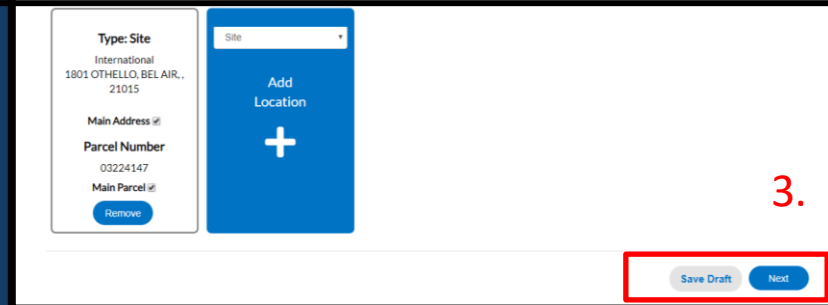 Type: Site
International
1801 OTHELLO, BEL AIR, ,
21015
Main Address
Parcel Number
03224147
Main Parcel
Remove
Site
Add
Location
3.
Save Draft
Next